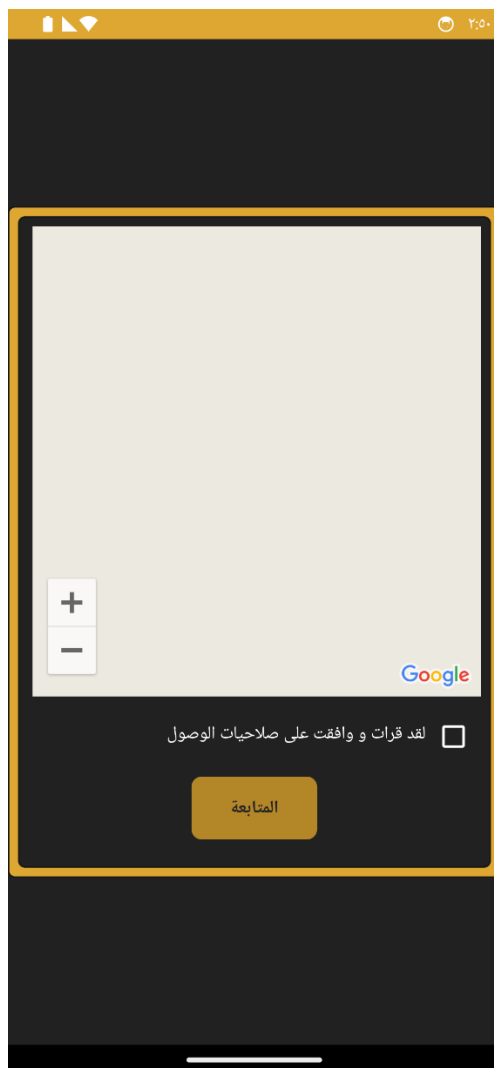 ٢:٥٠
+
−
Google
لقد قرات و وافقت على صلاحيات الوصول
المتابعة